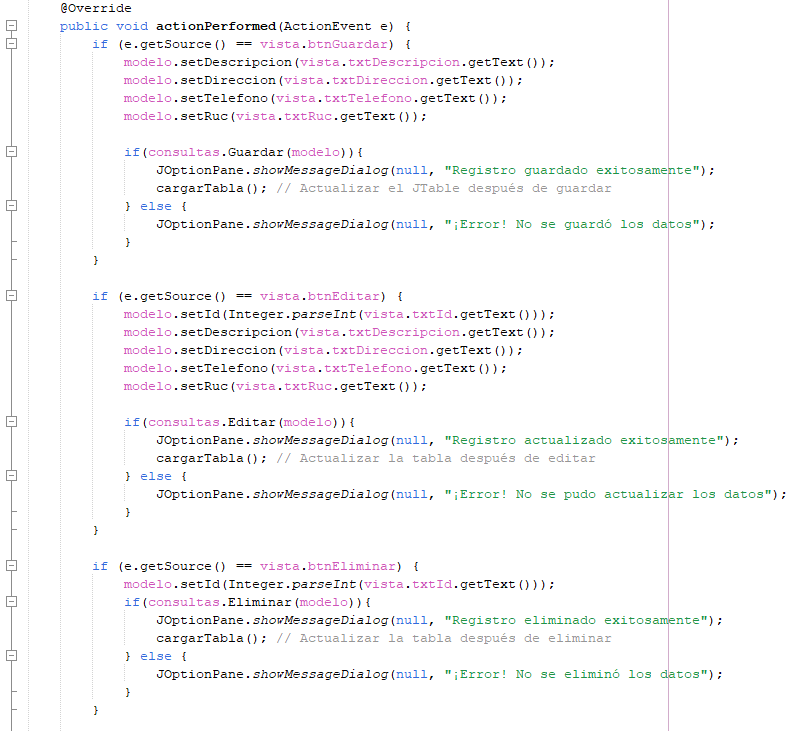 @Override
public void actionPerformed(ActionEvent e) {
if (e.getSource() == vista.btnGuardar) {
modelo.setDescripcion(vista.txtDescripcion.getText());
modelo.setDireccion(vista.txtDireccion.getText());
modelo.setTelefono(vista.txtTelefono.getText());
modelo.setRuc(vista.txtRuc.getText());
if(consultas.Guardar(modelo)){
JOptionPane.showMessageDialog(null, "Registro guardado exitosamente");
cargarTabla(); // Actualizar el JTable después de guardar
} else {
JOptionPane.showMessageDialog(null, "¡Error! No se guardó los datos");
}
}
if (e.getSource() == vista.btnEditar) {
modelo.setId(Integer.parseInt(vista.txtId.getText()));
modelo.setDescripcion(vista.txtDescripcion.getText());
modelo.setDireccion(vista.txtDireccion.getText());
modelo.setTelefono(vista.txtTelefono.getText());
modelo.setRuc(vista.txtRuc.getText());
if(consultas.Editar(modelo)){
JOptionPane.showMessageDialog(null, "Registro actualizado exitosamente");
cargarTabla(); // Actualizar la tabla después de editar
} else {
JOptionPane.showMessageDialog(null, "¡Error! No se pudo actualizar los datos");
}
}
if (e.getSource() == vista.btnEliminar) {
modelo.setId(Integer.parseInt(vista.txtId.getText()));
if(consultas.Eliminar(modelo)){
JOptionPane.showMessageDialog(null, "Registro eliminado exitosamente");
cargarTabla(); // Actualizar la tabla después de eliminar
} else {
JOptionPane.showMessageDialog(null, "¡Error! No se eliminó los datos");
}
}